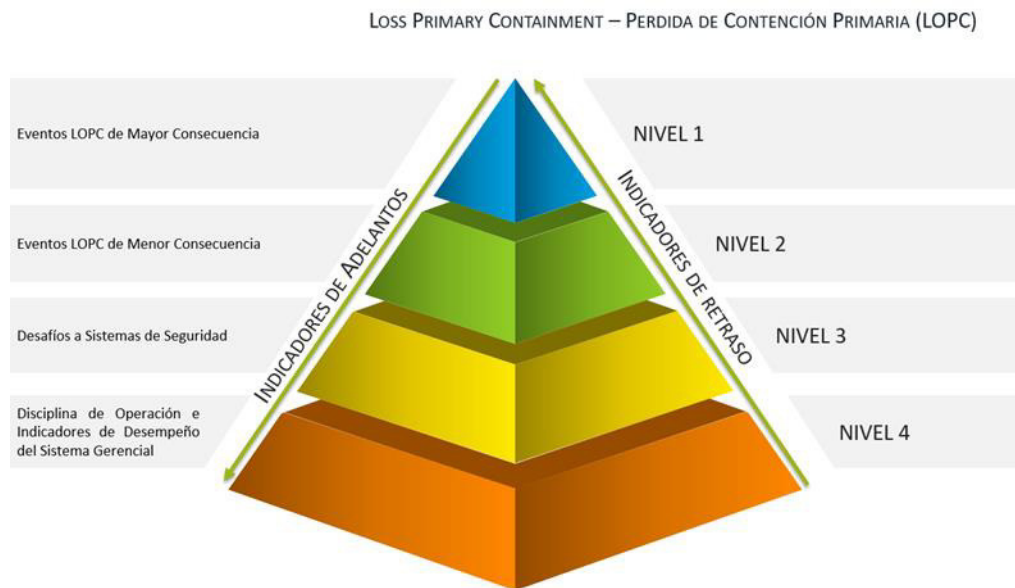 LOSS PRIMARY CONTAINMENT – PERDIDA DE CONTENCIÓN PRIMARIA (LOPC)
Eventos LOPC de Mayor Consecuencia
NIVEL 1
Eventos LOPC de Menor Consecuencia
NIVEL 2
Desafíos a Sistemas de Seguridad
NIVEL 3
Disciplina de Operación e
Indicadores de Desempeño
del Sistema Gerencial
NIVEL 4
INDICADORES DE ADELANTOS
INDICADORES DE RETRASO